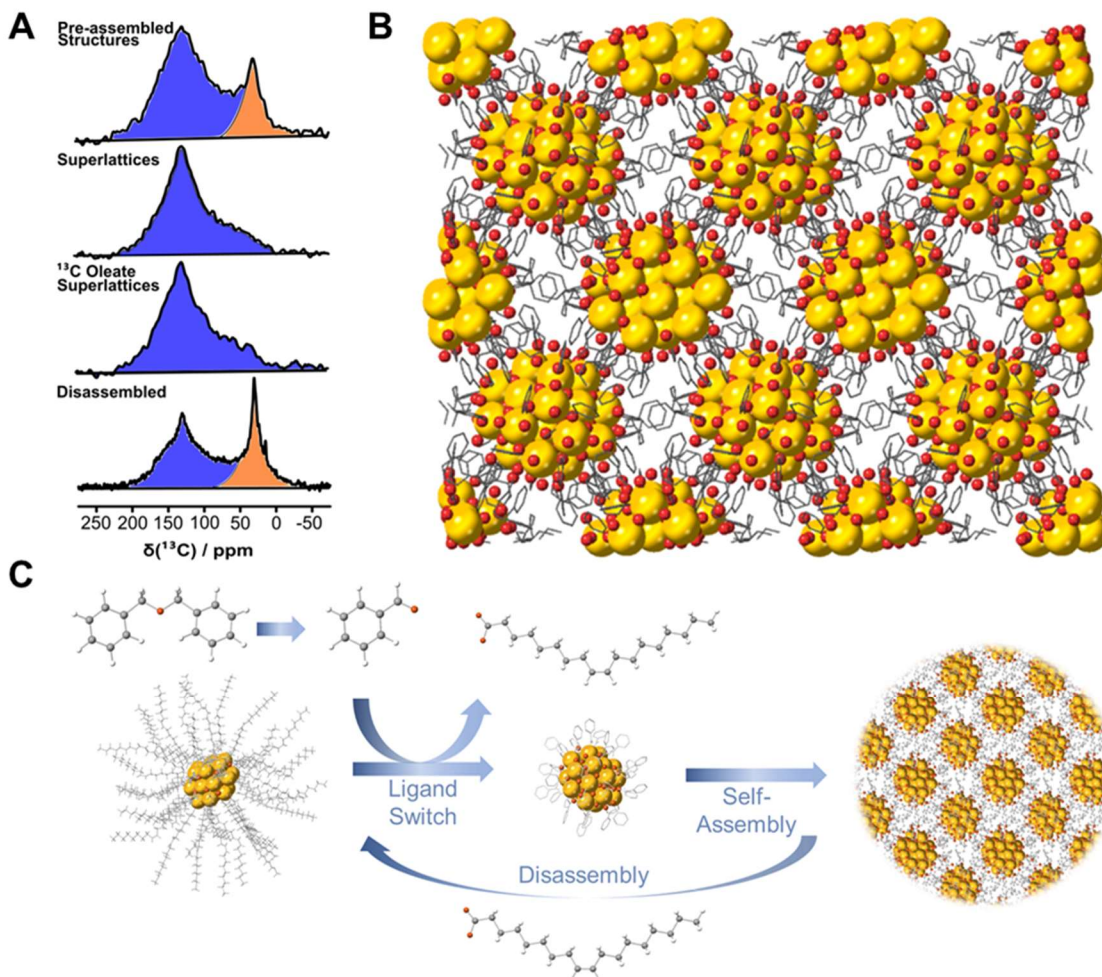 A
B
Pre-assembled
Structures
Superlattices
¹³C Oleate
Superlattices
Disassembled
250 200 150 100 50 0 -50
δ(¹³C) / ppm
C
Ligand
Switch
Self-
Assembly
Disassembly